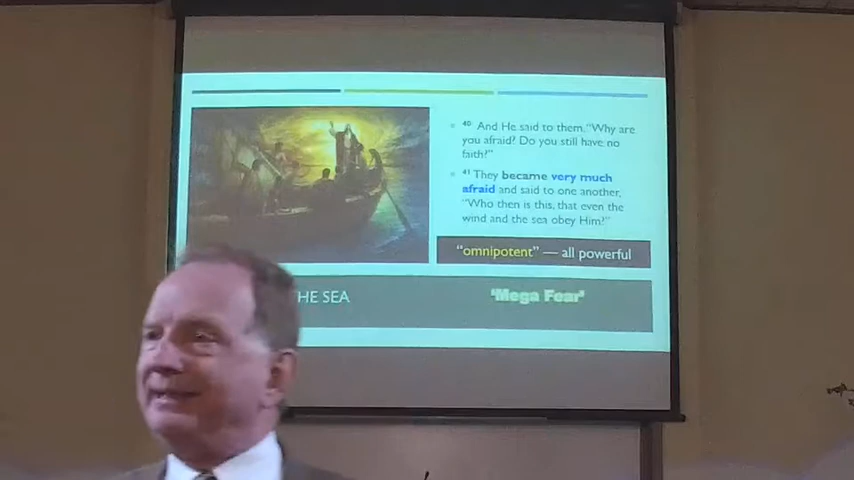 40 And He said to them, "Why are
you afraid? Do you still have no
faith?"
41 They became very much
afraid and said to one another,
"Who then is this, that even the
wind and the sea obey Him?"
"omnipotent" — all powerful
HE SEA
'Mega Fear'